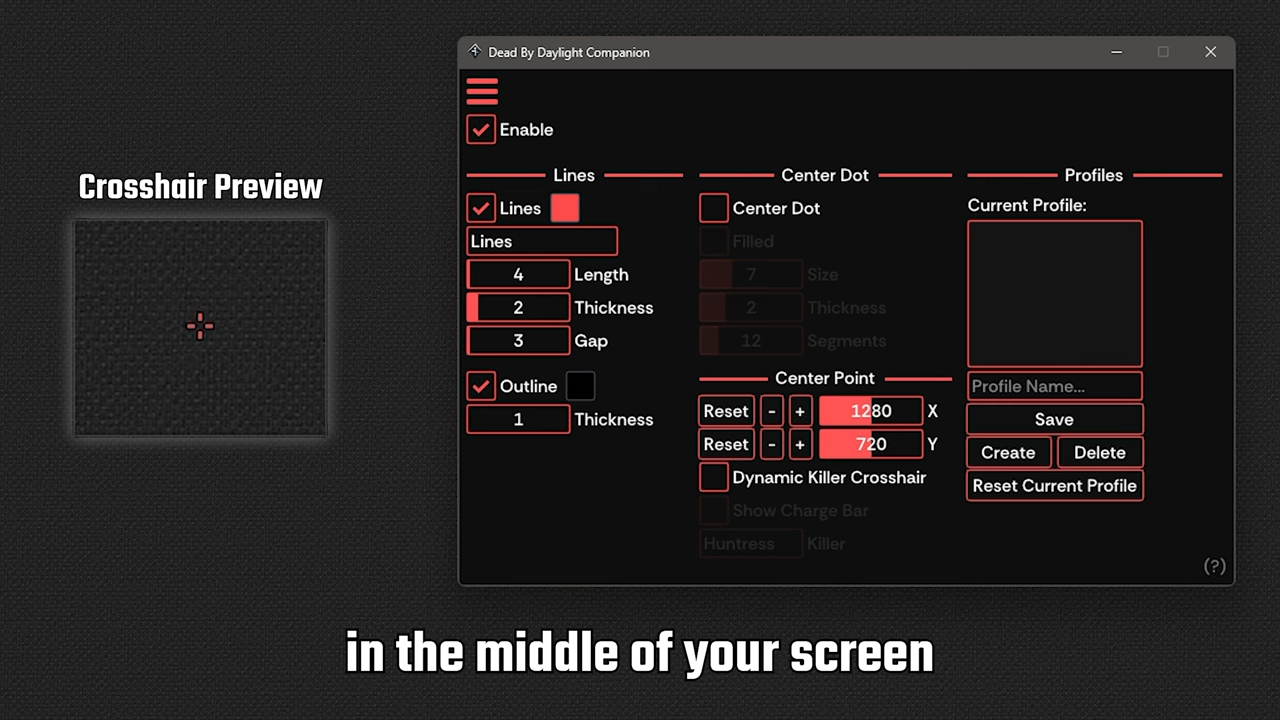 Dead By Daylight Companion
Enable
Crosshair Preview
Lines
Lines
Lines
4 Length
2 Thickness
3 Gap
Outline
1 Thickness
Center Dot
Center Dot
Filled
7 Size
2 Thickness
12 Segments
Center Point
Reset - + 1280 X
Reset - + 720 Y
Dynamic Killer Crosshair
Show Charge Bar
Huntress Killer
Profiles
Current Profile:
Profile Name...
Save
Create Delete
Reset Current Profile
(?)
in the middle of your screen